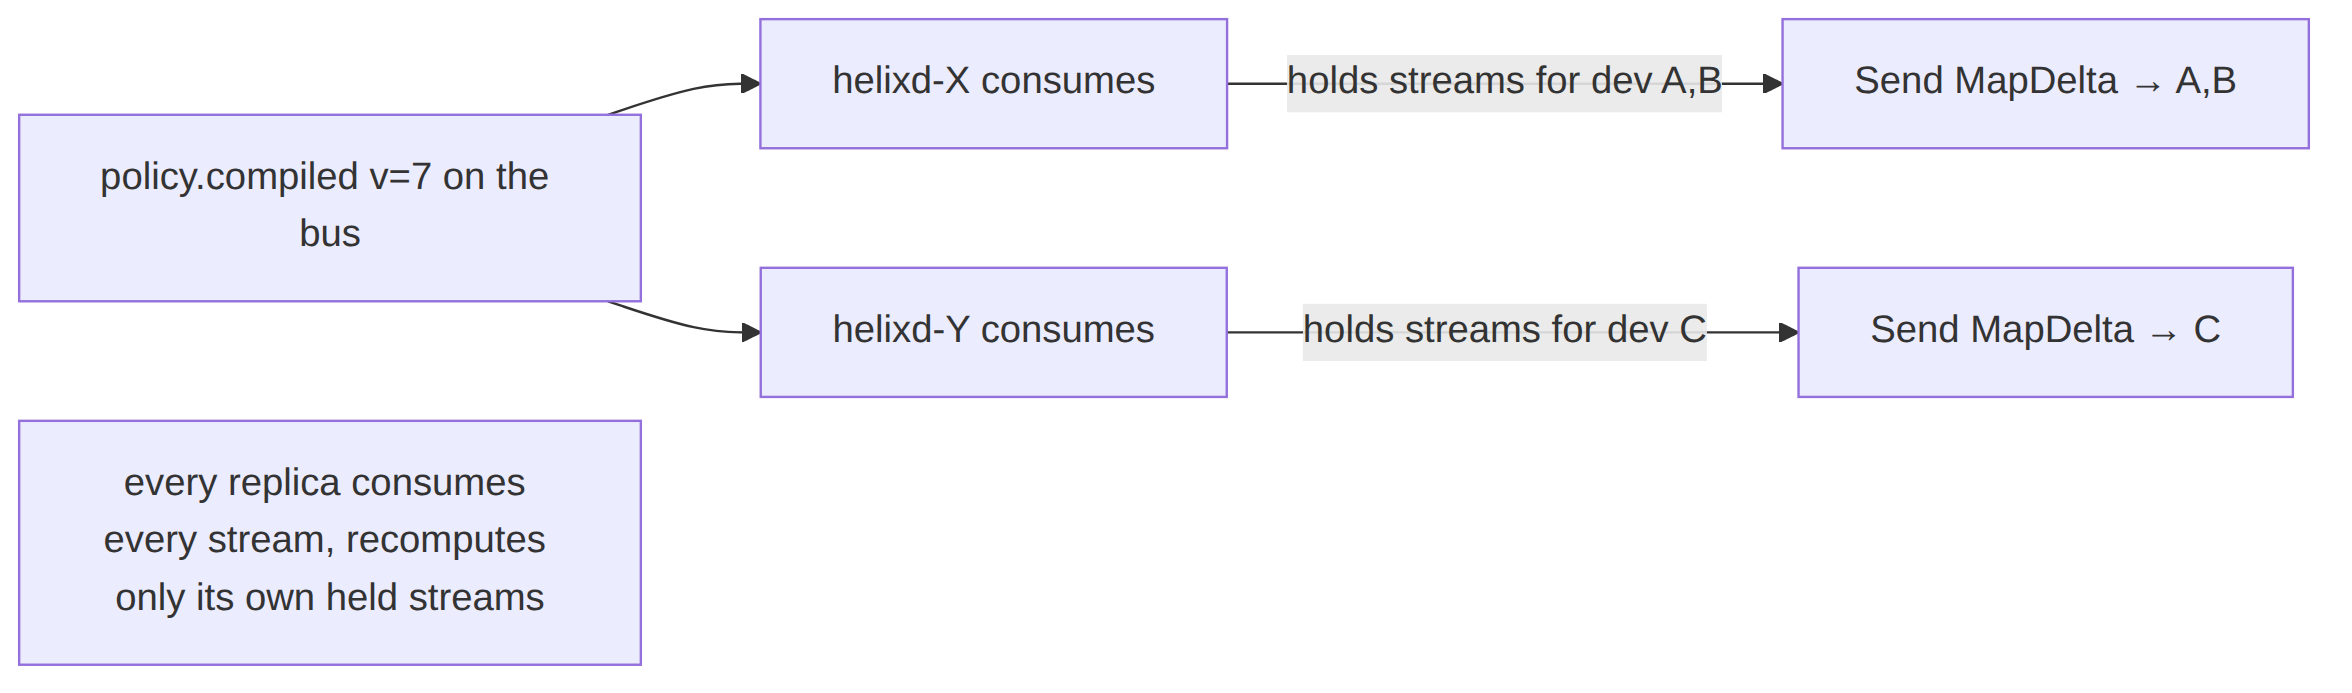 policy.compiled v=7 on the
bus
helixd-X consumes
holds streams for dev A,B
Send MapDelta → A,B
helixd-Y consumes
holds streams for dev C
Send MapDelta → C
every replica consumes
every stream, recomputes
only its own held streams